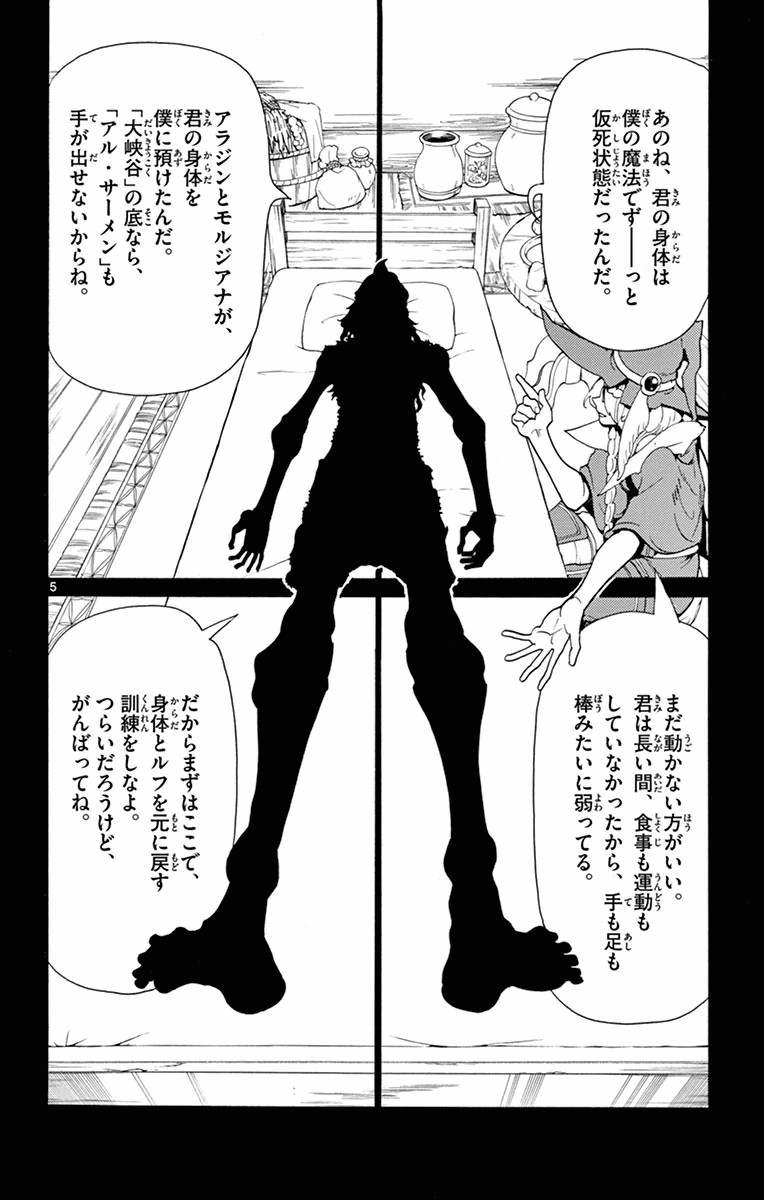 あのね、君の身体は
僕の魔法でず――っと
仮死状態だったんだ。
アラジンとモルジアナが、
君の身体を
僕に預けたんだ。
「大峡谷」の底なら、
「アル・サーメン」も
手が出せないからね。
まだ動かない方がいい。
君は長い間、食事も運動も
していなかったから、手も足も
棒みたいに弱ってる。
だからまずはここで、
身体とルフを元に戻す
訓練をしなよ。
つらいだろうけど、
がんばってね。
5